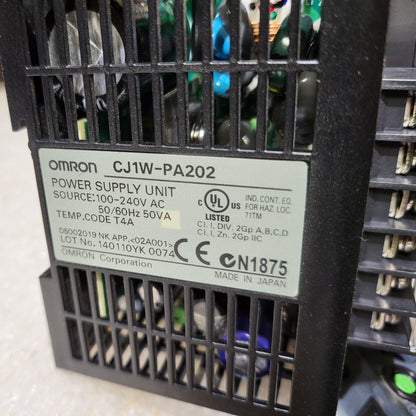 OMRON CJ1W-PA202
POWER SUPPLY UNIT
SOURCE:100-240V AC
50/60Hz 50VA
TEMP.CODE T4A
c UL us
LISTED
IND. CONT. EQ.
FOR HAZ. LOC.
71TM
Cl. I, DIV. 2Gp A,B,C,D
Cl. I, Zn. 2Gp IIC
08002019 NK APP.<02A001>
LOT No. 140110YK 0074
OMRON Corporation
CE N1875
MADE IN JAPAN